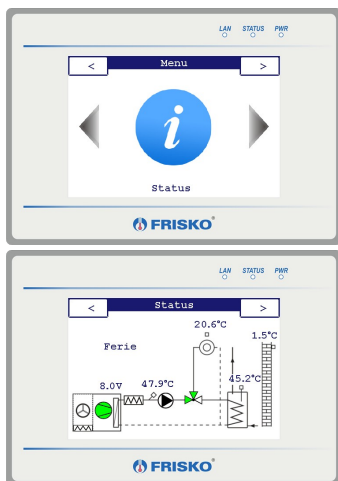 LAN STATUS PWR
< Menu >
Status
FRISKO
LAN STATUS PWR
< Status >
20.6°C
1.5°C
Ferie
8.0V 47.9°C 45.2°C
FRISKO